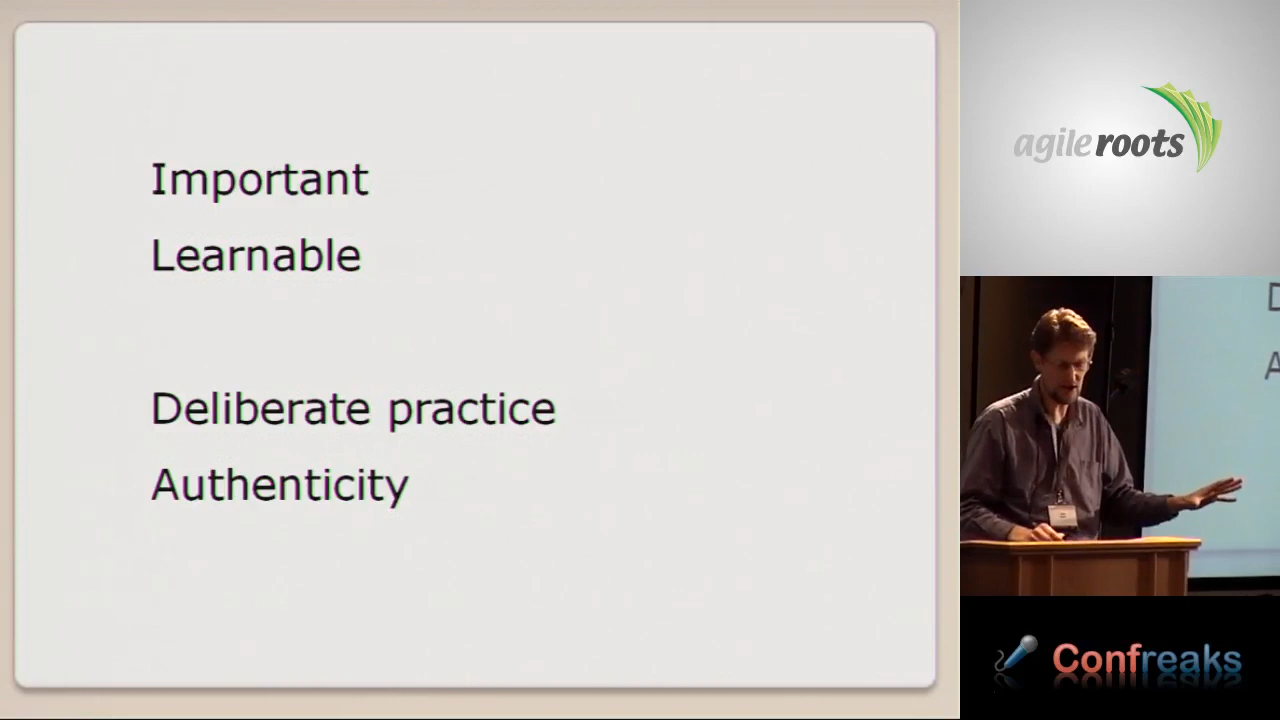 Important
Learnable
Deliberate practice
Authenticity
agile roots
D
A
Confreaks